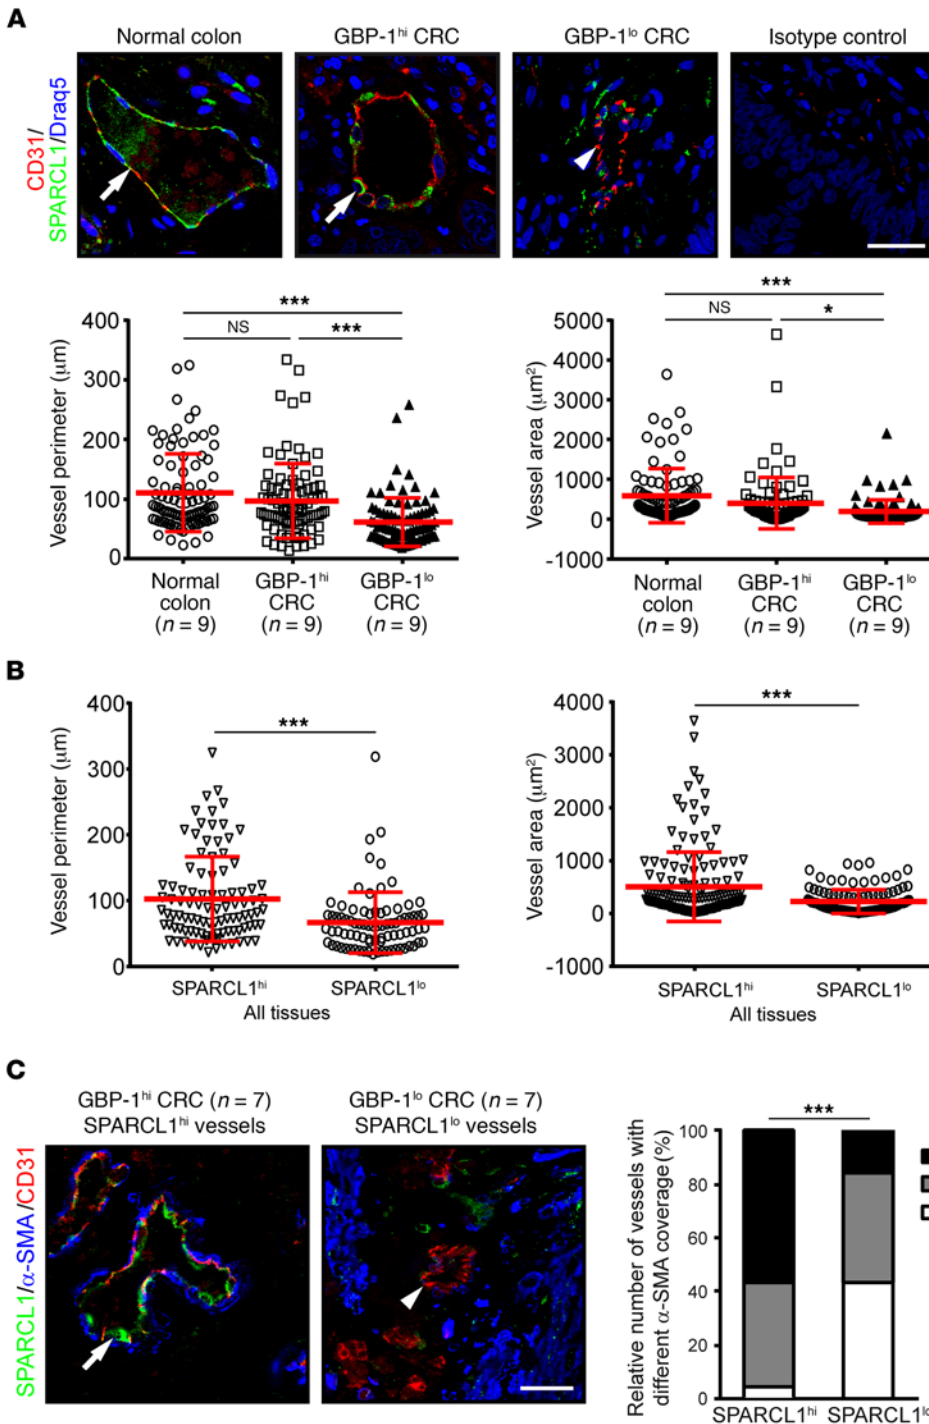 A
Normal colon
GBP-1hi CRC
GBP-1lo CRC
Isotype control
CD31/
SPARCL1/Draq5
***
NS
***
400
300
200
100
0
Vessel perimeter (μm)
Normal
colon
(n = 9)
GBP-1hi
CRC
(n = 9)
GBP-1lo
CRC
(n = 9)
***
NS
*
5000
4000
3000
2000
1000
0
-1000
Vessel area (μm2)
Normal
colon
(n = 9)
GBP-1hi
CRC
(n = 9)
GBP-1lo
CRC
(n = 9)
B
***
400
300
200
100
0
Vessel perimeter (μm)
SPARCL1hi
SPARCL1lo
All tissues
***
4000
3000
2000
1000
0
-1000
Vessel area (μm2)
SPARCL1hi
SPARCL1lo
All tissues
C
GBP-1hi CRC (n = 7)
SPARCL1hi vessels
GBP-1lo CRC (n = 7)
SPARCL1lo vessels
SPARCL1/α-SMA/CD31
***
100
80
60
40
20
0
Relative number of vessels with
different α-SMA coverage (%)
SPARCL1hi
SPARCL1lo